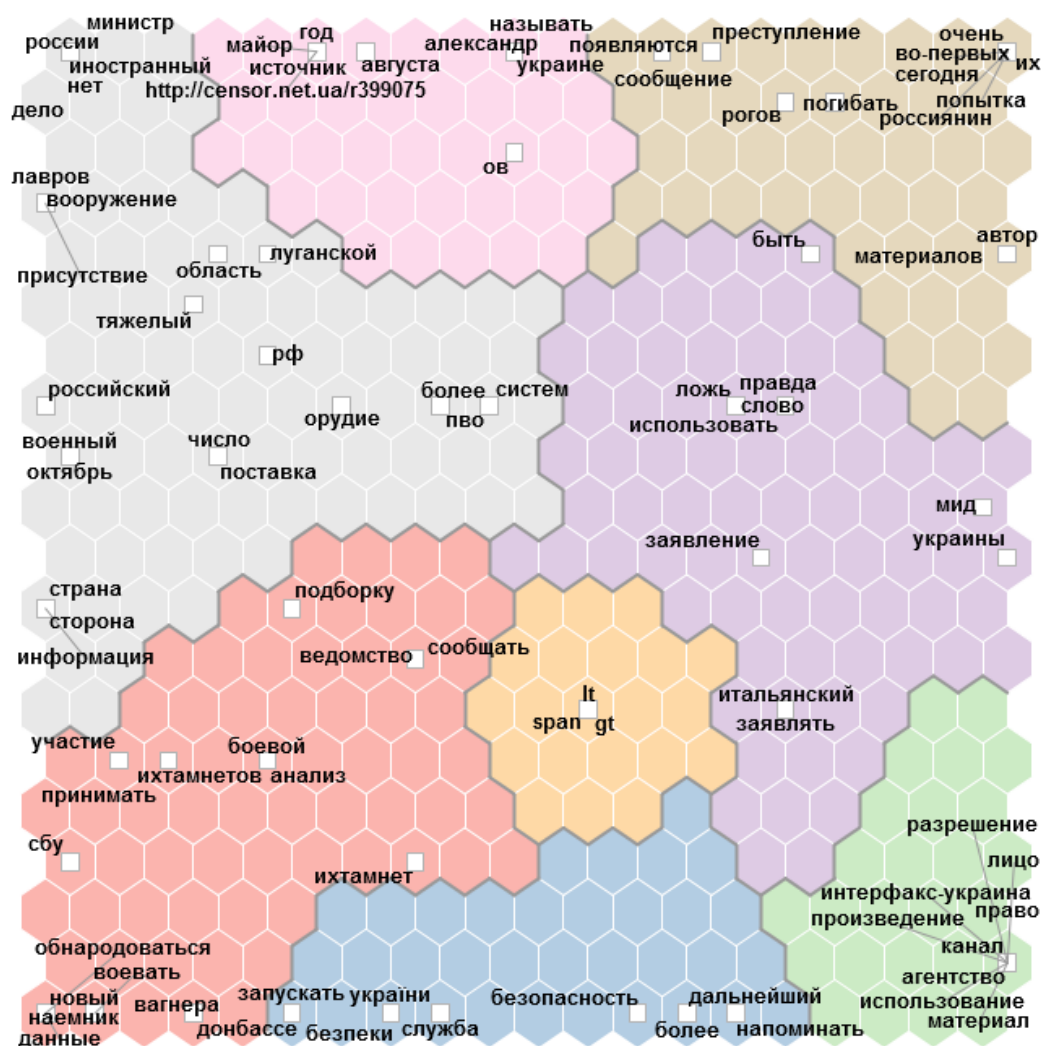 министр
россии
иностранный
нет
дело
год
майор
источник
августа
http://censor.net.ua/r399075
называть
александр
украине
появляются
преступление
сообщение
очень
во-первых
их
сегодня
рогов
погибать
попытка
россиянин
ов
лавров
вооружение
присутствие
область
луганской
быть
автор
материалов
тяжелый
рф
российский
более
систем
орудие
пво
ложь
правда
слово
использовать
военный
октябрь
число
поставка
мид
украины
заявление
страна
сторона
информация
подборку
ведомство
сообщать
lt
span
gt
итальянский
заявлять
участие
боевой
ихтамнетов
анализ
принимать
сбу
ихтамнет
разрешение
лицо
интерфакс-украина
произведение
право
канал
агентство
использование
материал
обнародоваться
воевать
новый
наемник
данные
вагнера
запускать
україни
донбассе
безпеки
служба
безопасность
дальнейший
более
напоминать